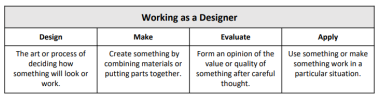 Working as a Designer
Design
Make
Evaluate
Apply
The art or process of
deciding how
something will look or
work.
Create something by
combining materials or
putting parts together.
Form an opinion of the
value or quality of
something after careful
thought.
Use something or make
something work in a
particular situation.